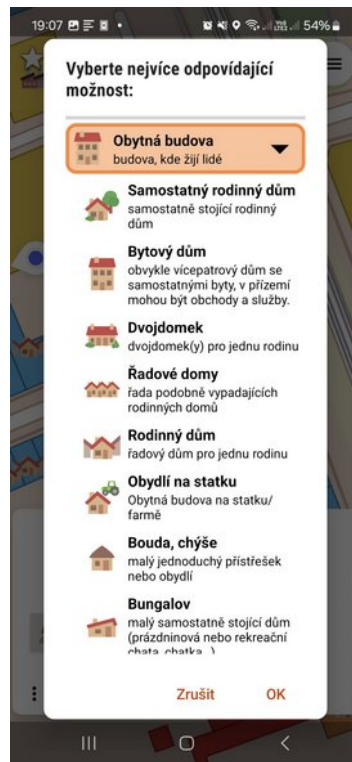 19:07
54%
Vyberte nejvíce odpovídající
možnost:
Obytná budova
budova, kde žijí lidé
Samostatný rodinný dům
samostatně stojící rodinný
dům
Bytový dům
obvykle vícepatrový dům se
samostatnými byty, v přízemí
mohou být obchody a služby.
Dvojdomek
dvojdomek(y) pro jednu rodinu
Řadové domy
řada podobně vypadajících
rodinných domů
Rodinný dům
řadový dům pro jednu rodinu
Obydlí na statku
Obytná budova na statku/
farmě
Bouda, chýše
malý jednoduchý přístřešek
nebo obydlí
Bungalov
malý samostatně stojící dům
(prázdninová nebo rekreační
chata, chatka...)
Zrušit OK